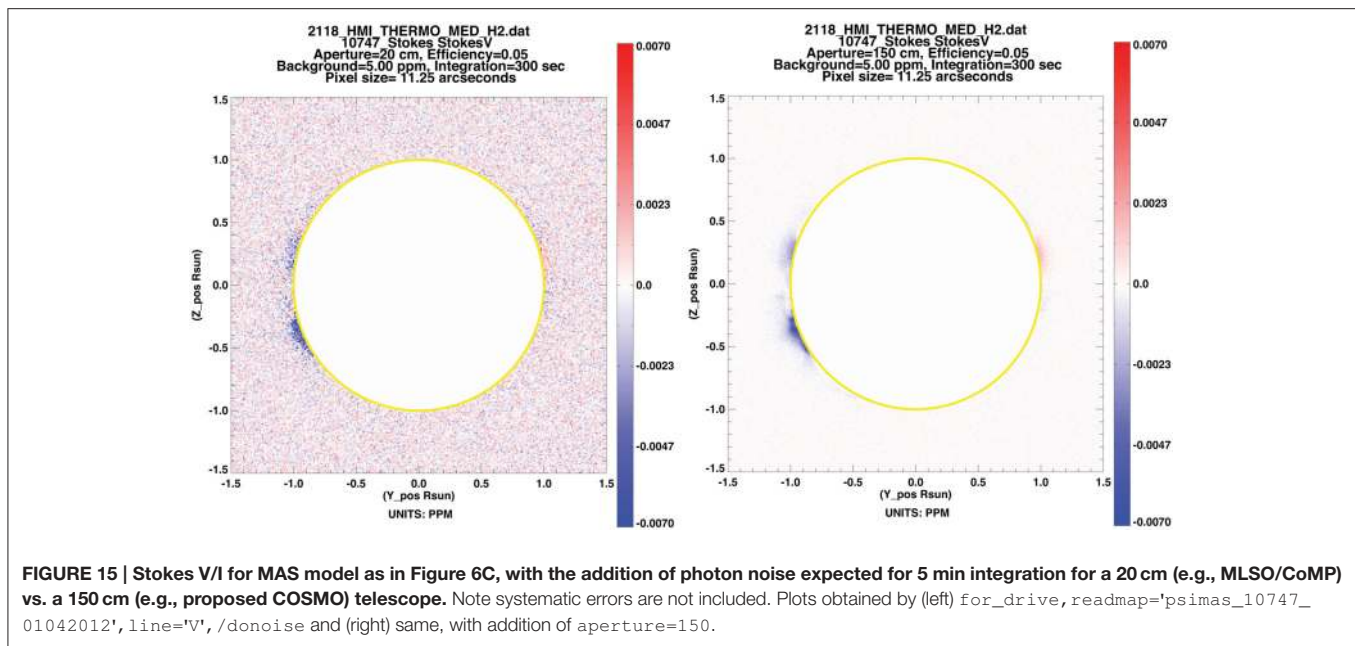 2118_HMI_THERMO_MED_H2.dat
10747_Stokes StokesV
Aperture=20 cm, Efficiency=0.05
Background=5.00 ppm, Integration=300 sec
Pixel size= 11.25 arcseconds
1.5
1.0
0.5
0.0
-0.5
-1.0
-1.5
(Z_pos Rsun)
-1.5 -1.0 -0.5 0.0 0.5 1.0 1.5
(Y_pos Rsun)
UNITS: PPM
0.0070
0.0047
0.0023
0.0
-0.0023
-0.0047
-0.0070
2118_HMI_THERMO_MED_H2.dat
10747_Stokes StokesV
Aperture=150 cm, Efficiency=0.05
Background=5.00 ppm, Integration=300 sec
Pixel size= 11.25 arcseconds
1.5
1.0
0.5
0.0
-0.5
-1.0
-1.5
(Z_pos Rsun)
-1.5 -1.0 -0.5 0.0 0.5 1.0 1.5
(Y_pos Rsun)
UNITS: PPM
0.0070
0.0047
0.0023
0.0
-0.0023
-0.0047
-0.0070
FIGURE 15 | Stokes V/I for MAS model as in Figure 6C, with the addition of photon noise expected for 5 min integration for a 20 cm (e.g., MLSO/CoMP)
vs. a 150 cm (e.g., proposed COSMO) telescope. Note systematic errors are not included. Plots obtained by (left) for_drive,readmap='psimas_10747_
01042012',line='V',/donoise and (right) same, with addition of aperture=150.